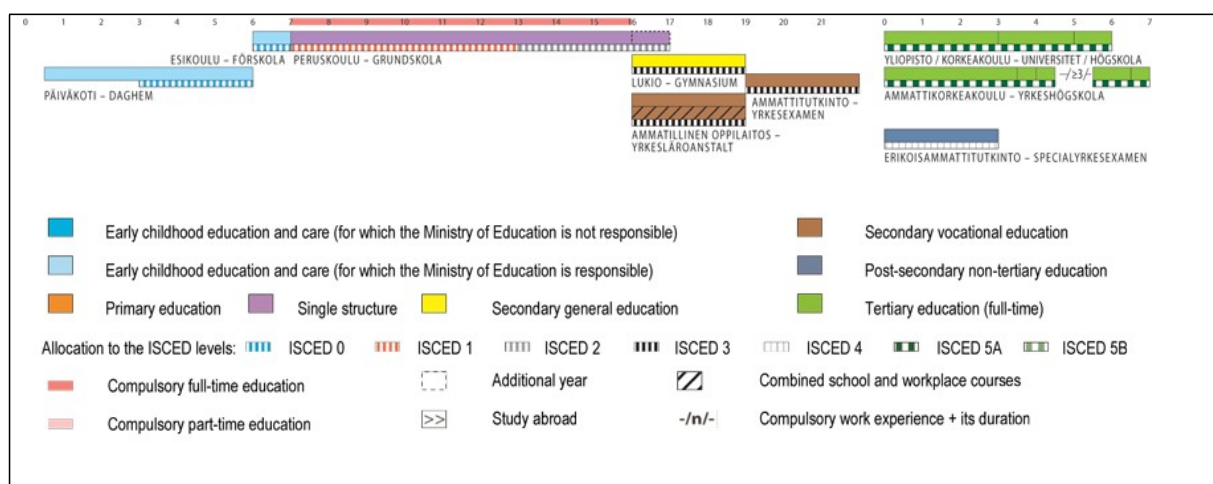 0 1 2 3 4 5 6 7 8 9 10 11 12 13 14 15 16 17 18 19 20 21 0 1 2 3 4 5 6 7
ESIKOULU – FÖRSKOLA PERUSKOULU – GRUNDSKOLA
YLIOPISTO / KORKEAKOULU – UNIVERSITET / HÖGSKOLA
LUKIO – GYMNASIUM
-/≥3/-
PÄIVÄKOTI – DAGHEM
AMMATTITUTKINTO –
YRKESEXAMEN
AMMATTIKORKEAKOULU – YRKESHÖGSKOLA
AMMATILLINEN OPPILAITOS –
YRKESLÄROANSTALT
ERIKOISAMMATTITUTKINTO – SPECIALYRKESEXAMEN
Early childhood education and care (for which the Ministry of Education is not responsible)
Secondary vocational education
Early childhood education and care (for which the Ministry of Education is responsible)
Post-secondary non-tertiary education
Primary education
Single structure
Secondary general education
Tertiary education (full-time)
Allocation to the ISCED levels: ISCED 0 ISCED 1 ISCED 2 ISCED 3 ISCED 4 ISCED 5A ISCED 5B
Compulsory full-time education
Additional year
Combined school and workplace courses
Compulsory part-time education
>> Study abroad
-/n/- Compulsory work experience + its duration